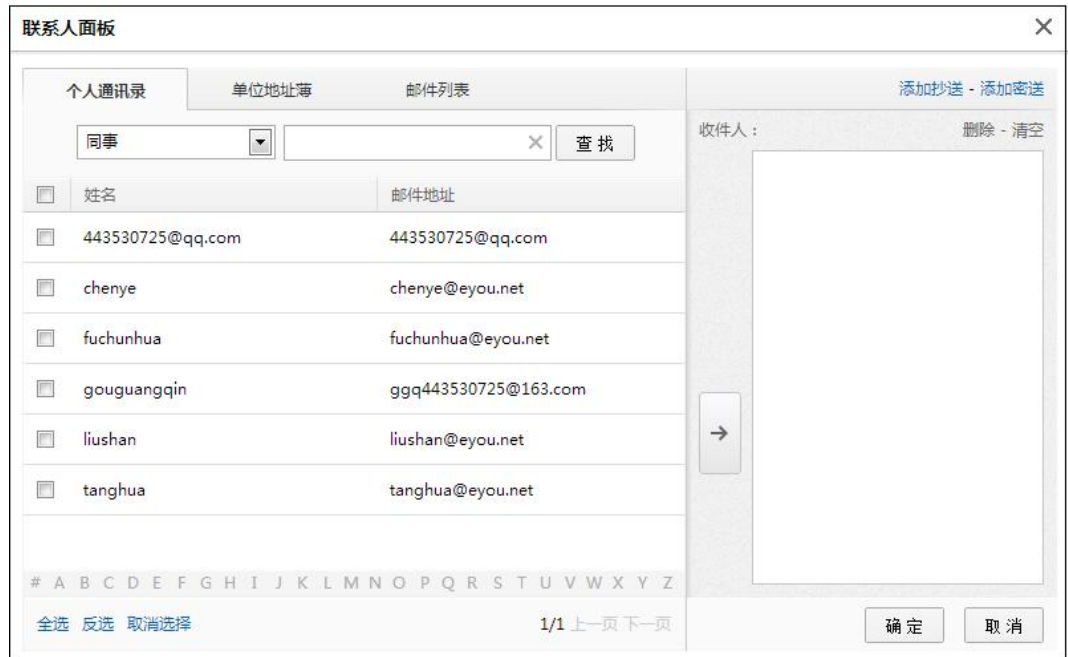 联系人面板
个人通讯录 单位地址薄 邮件列表
添加抄送 - 添加密送
同事 查找
收件人： 删除 - 清空
姓名 邮件地址
443530725@qq.com 443530725@qq.com
chenye chenye@eyou.net
fuchunhua fuchunhua@eyou.net
gouguangqin ggq443530725@163.com
liushan liushan@eyou.net
tanghua tanghua@eyou.net
# A B C D E F G H I J K L M N O P Q R S T U V W X Y Z
全选 反选 取消选择 1/1 上一页 下一页
确定 取消